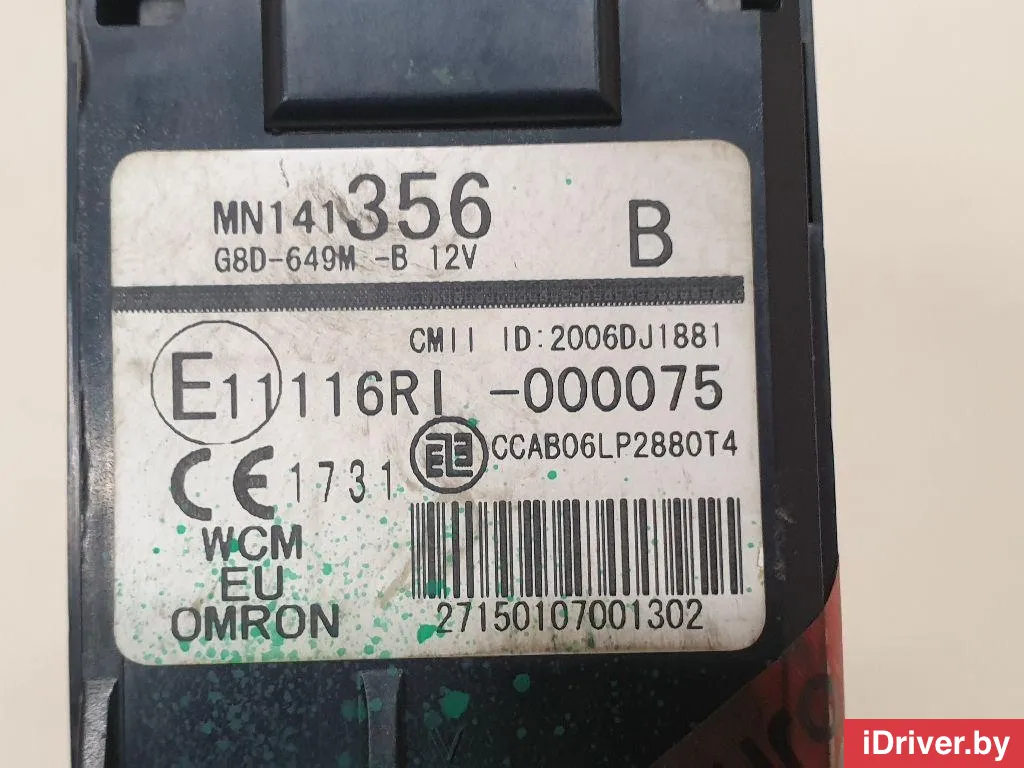 MN141356
G8D-649M -B 12V
B
CMII ID:2006DJ1881
E11 116RI -000075
CE 1731
CCAB06LP2880T4
WCM
EU
OMRON
27150107001302
iDriver.by